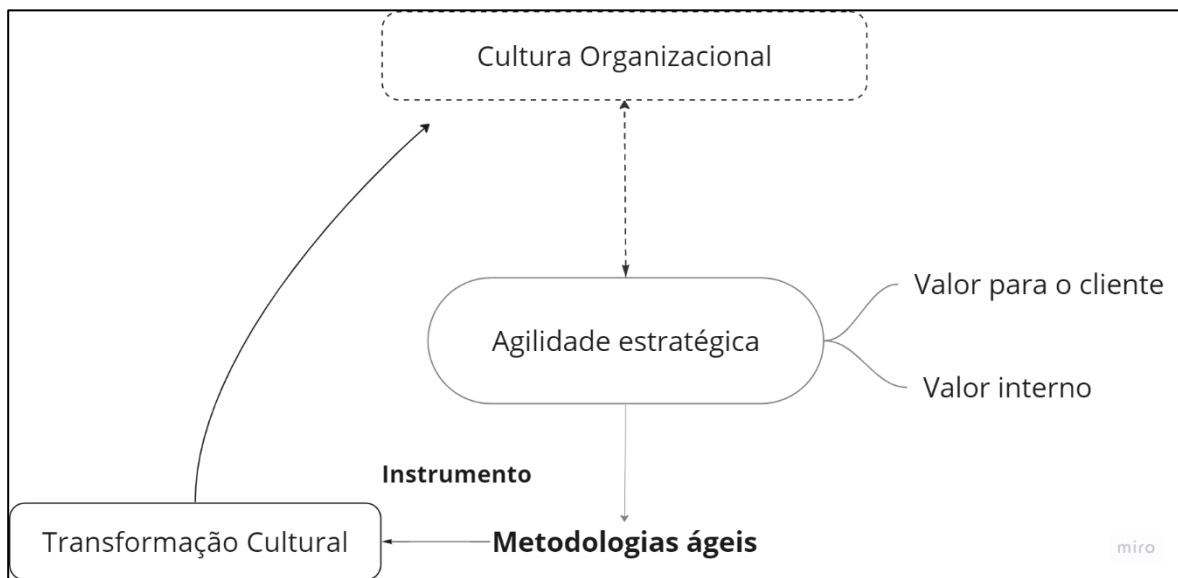 Cultura Organizacional
Agilidade estratégica
Valor para o cliente
Valor interno
Instrumento
Transformação Cultural
Metodologias ágeis
miro